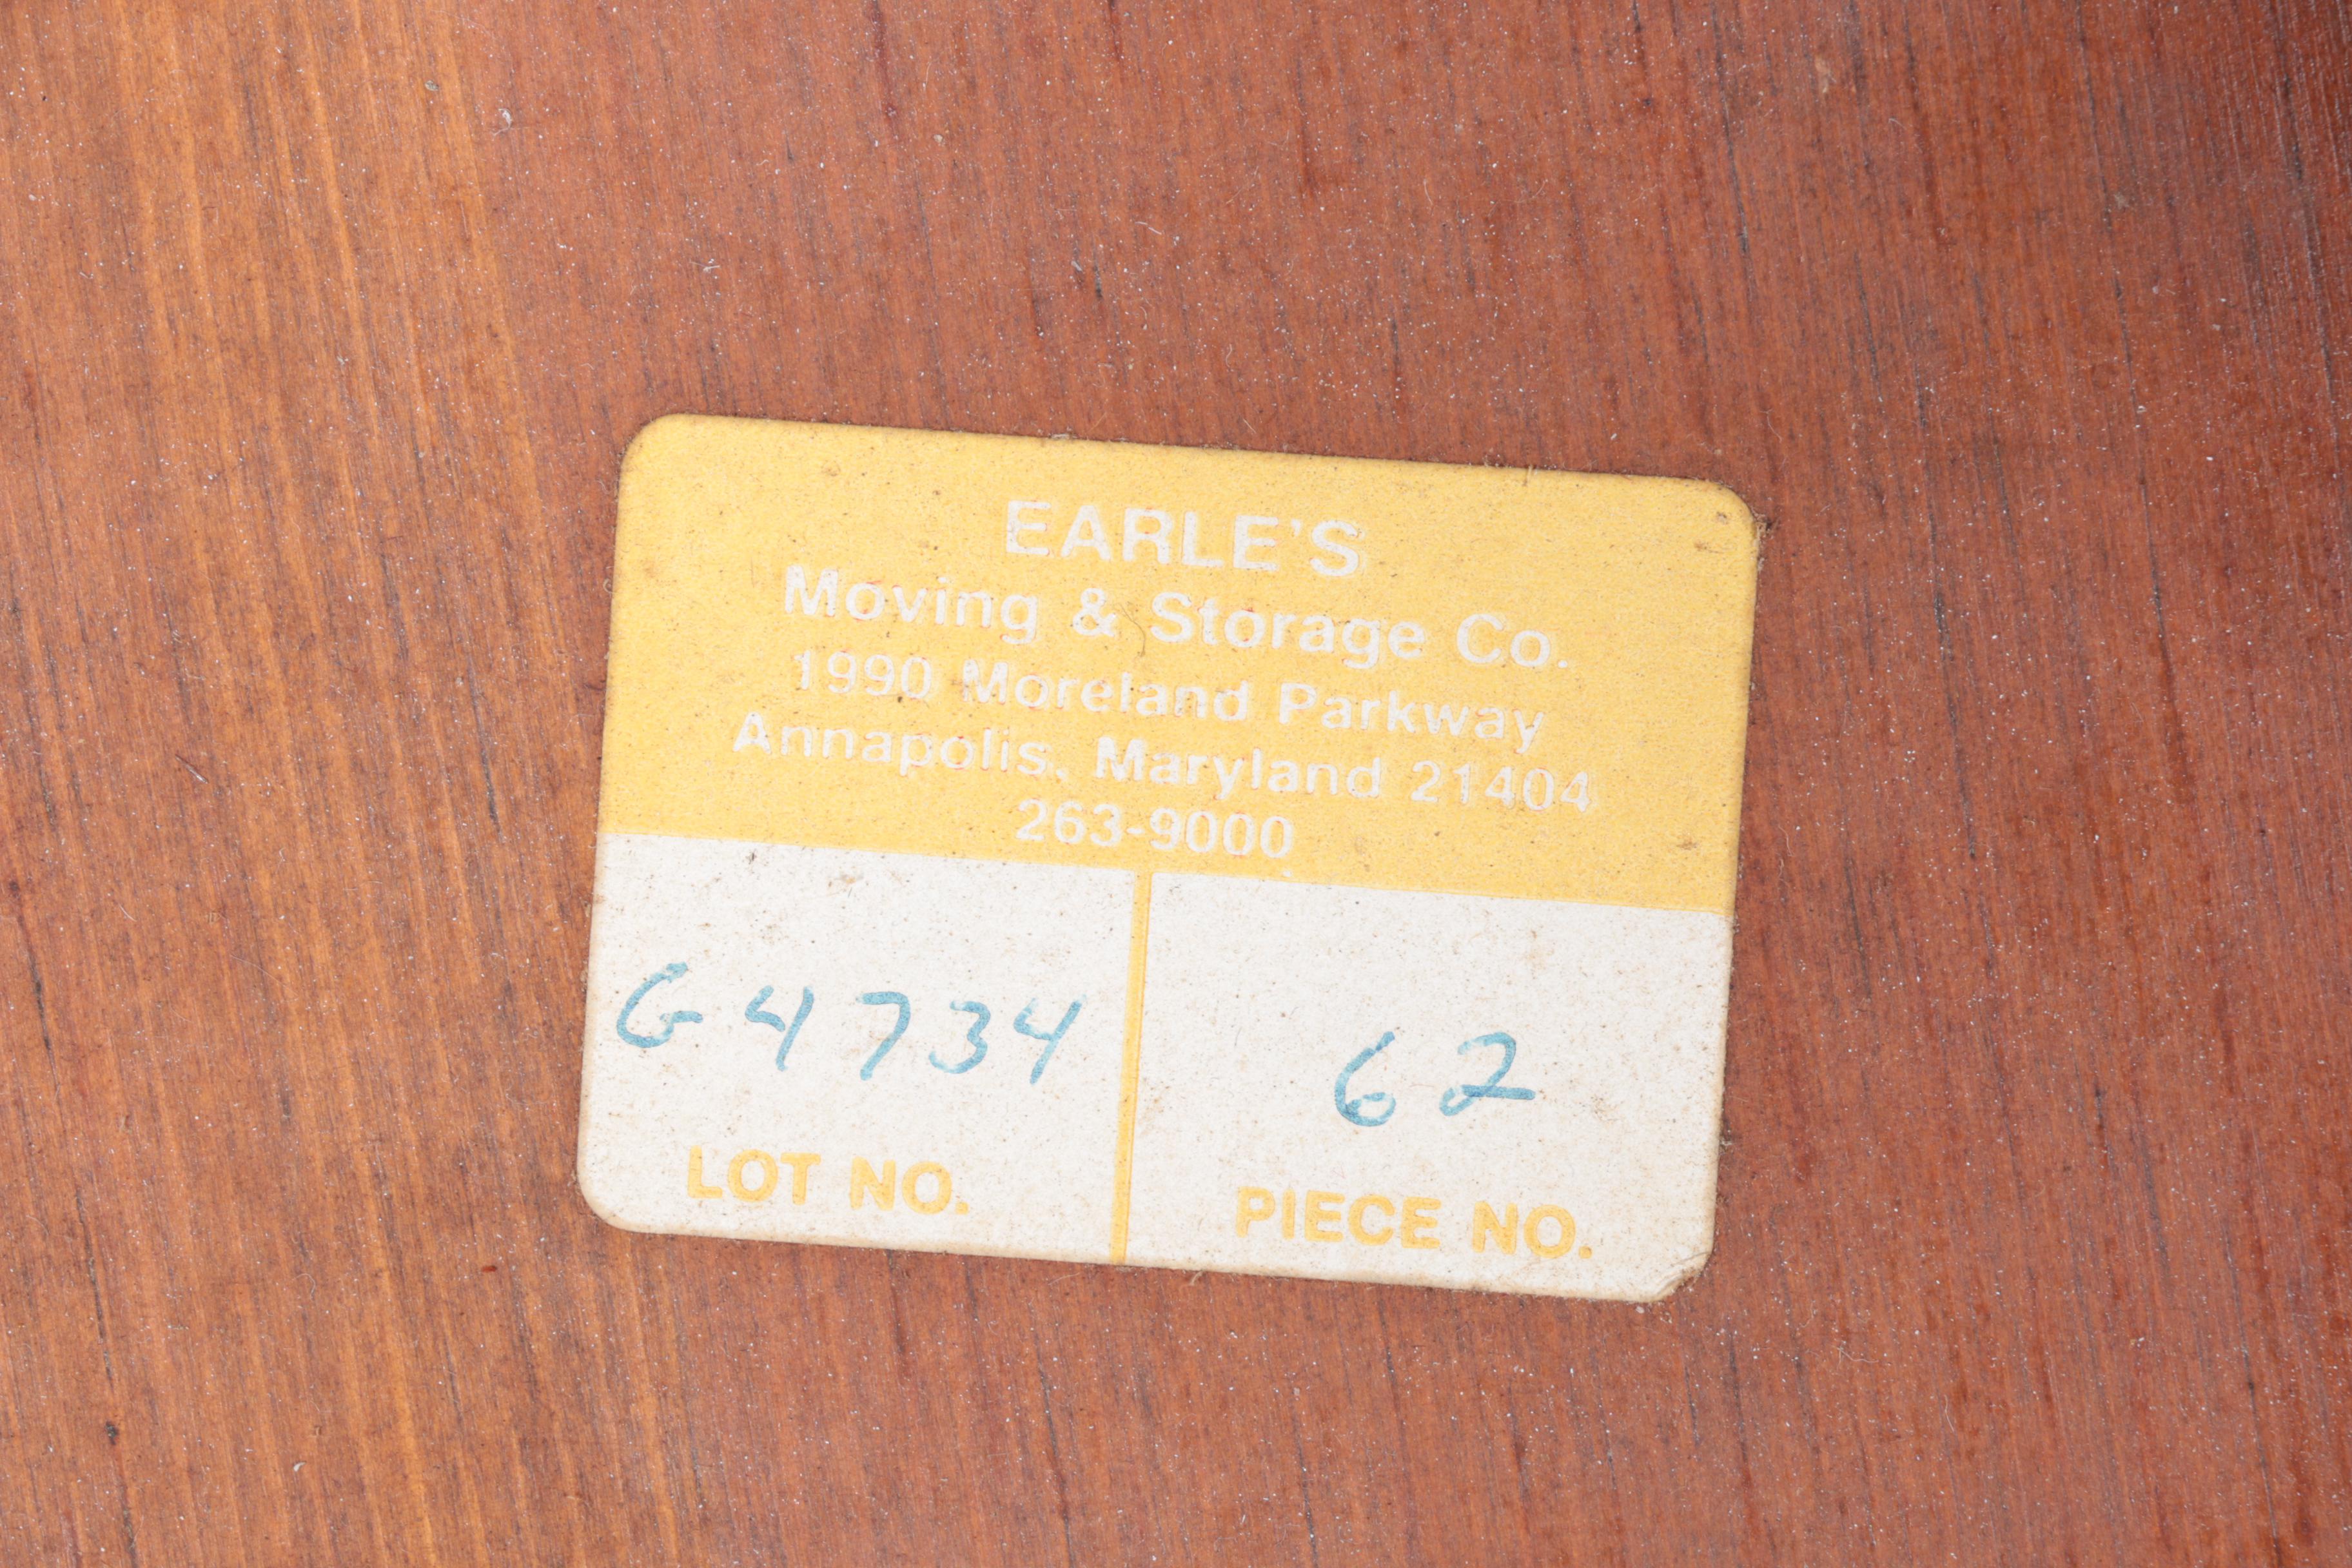 EARLE'S
Moving & Storage Co.
1990 Moreland Parkway
Annapolis, Maryland 21404
263-9000
G4734 62
LOT NO. PIECE NO.